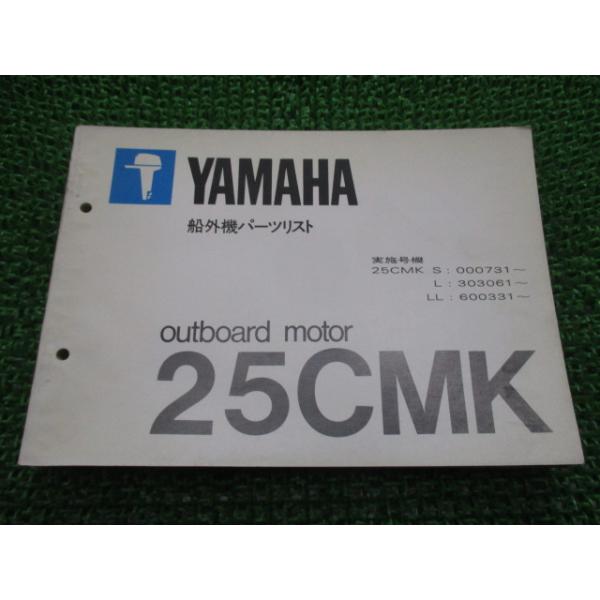 YAMAHA
船外機パーツリスト
実施号機
25CMK S : 000731～
L : 303061～
LL : 600331～
outboard motor
25CMK